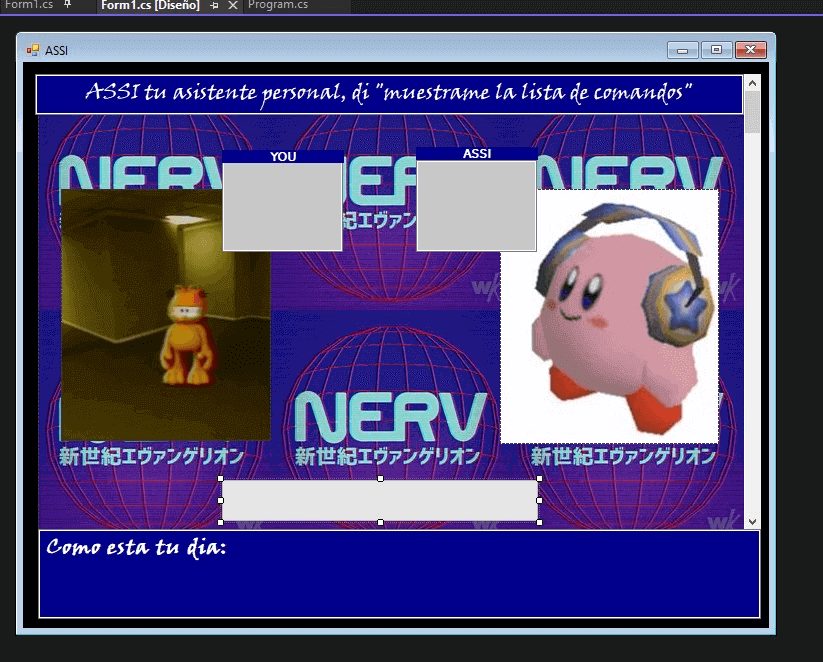 Form1.cs
Form1.cs [Diseño]
Program.cs
ASSI
ASSI tu asistente personal, di "muestrame la lista de comandos"
YOU
ASSI
NERV
新世紀エヴァンゲリオン
wk
NERV
新世紀エヴァンゲリオン
NERV
新世紀エヴァンゲリオン
新世紀エヴァンゲリオン
wk
Como esta tu dia: